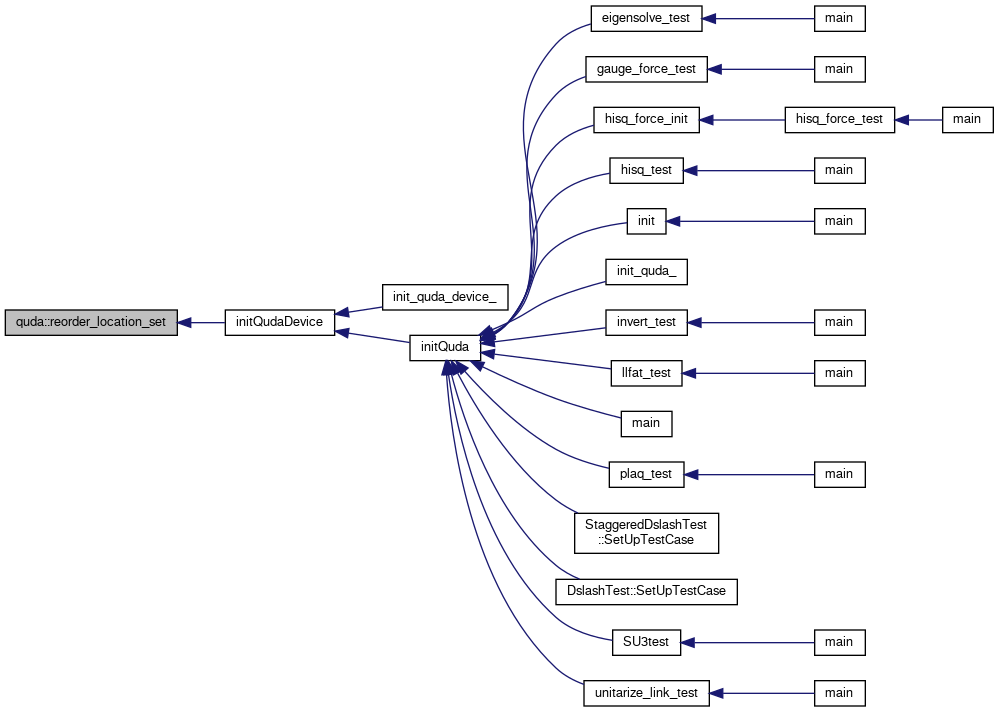 eigensolve_test
main
gauge_force_test
main
hisq_force_init
hisq_force_test
main
hisq_test
main
init
main
init_quda_
init_quda_device_
quda::reorder_location_set
initQudaDevice
initQuda
invert_test
main
llfat_test
main
main
plaq_test
main
StaggeredDslashTest
::SetUpTestCase
DslashTest::SetUpTestCase
SU3test
main
unitarize_link_test
main